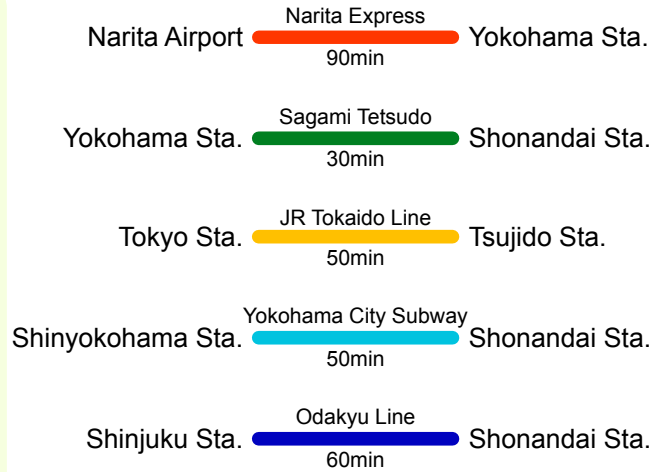 Narita Express
Narita Airport Yokohama Sta.
90min
Sagami Tetsudo
Yokohama Sta. Shonandai Sta.
30min
JR Tokaido Line
Tokyo Sta. Tsujido Sta.
50min
Yokohama City Subway
Shinyokohama Sta. Shonandai Sta.
50min
Odakyu Line
Shinjuku Sta. Shonandai Sta.
60min